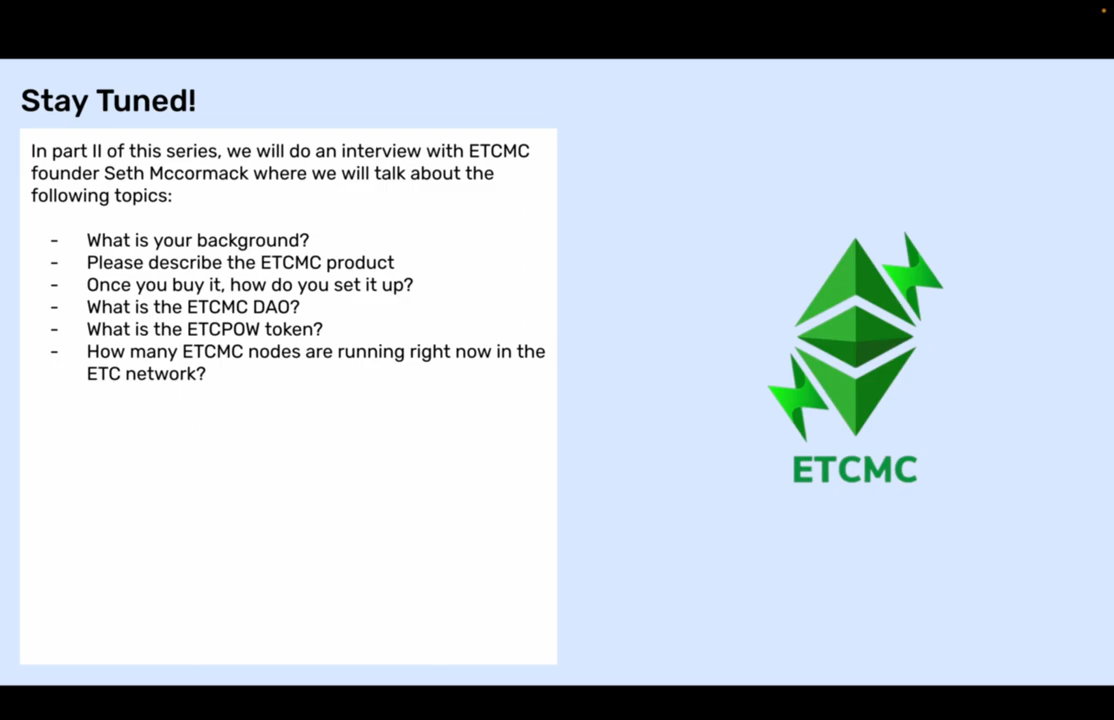 Stay Tuned!
In part II of this series, we will do an interview with ETCMC
founder Seth Mccormack where we will talk about the
following topics:
- What is your background?
- Please describe the ETCMC product
- Once you buy it, how do you set it up?
- What is the ETCMC DAO?
- What is the ETCPOW token?
- How many ETCMC nodes are running right now in the
ETC network?
ETCMC